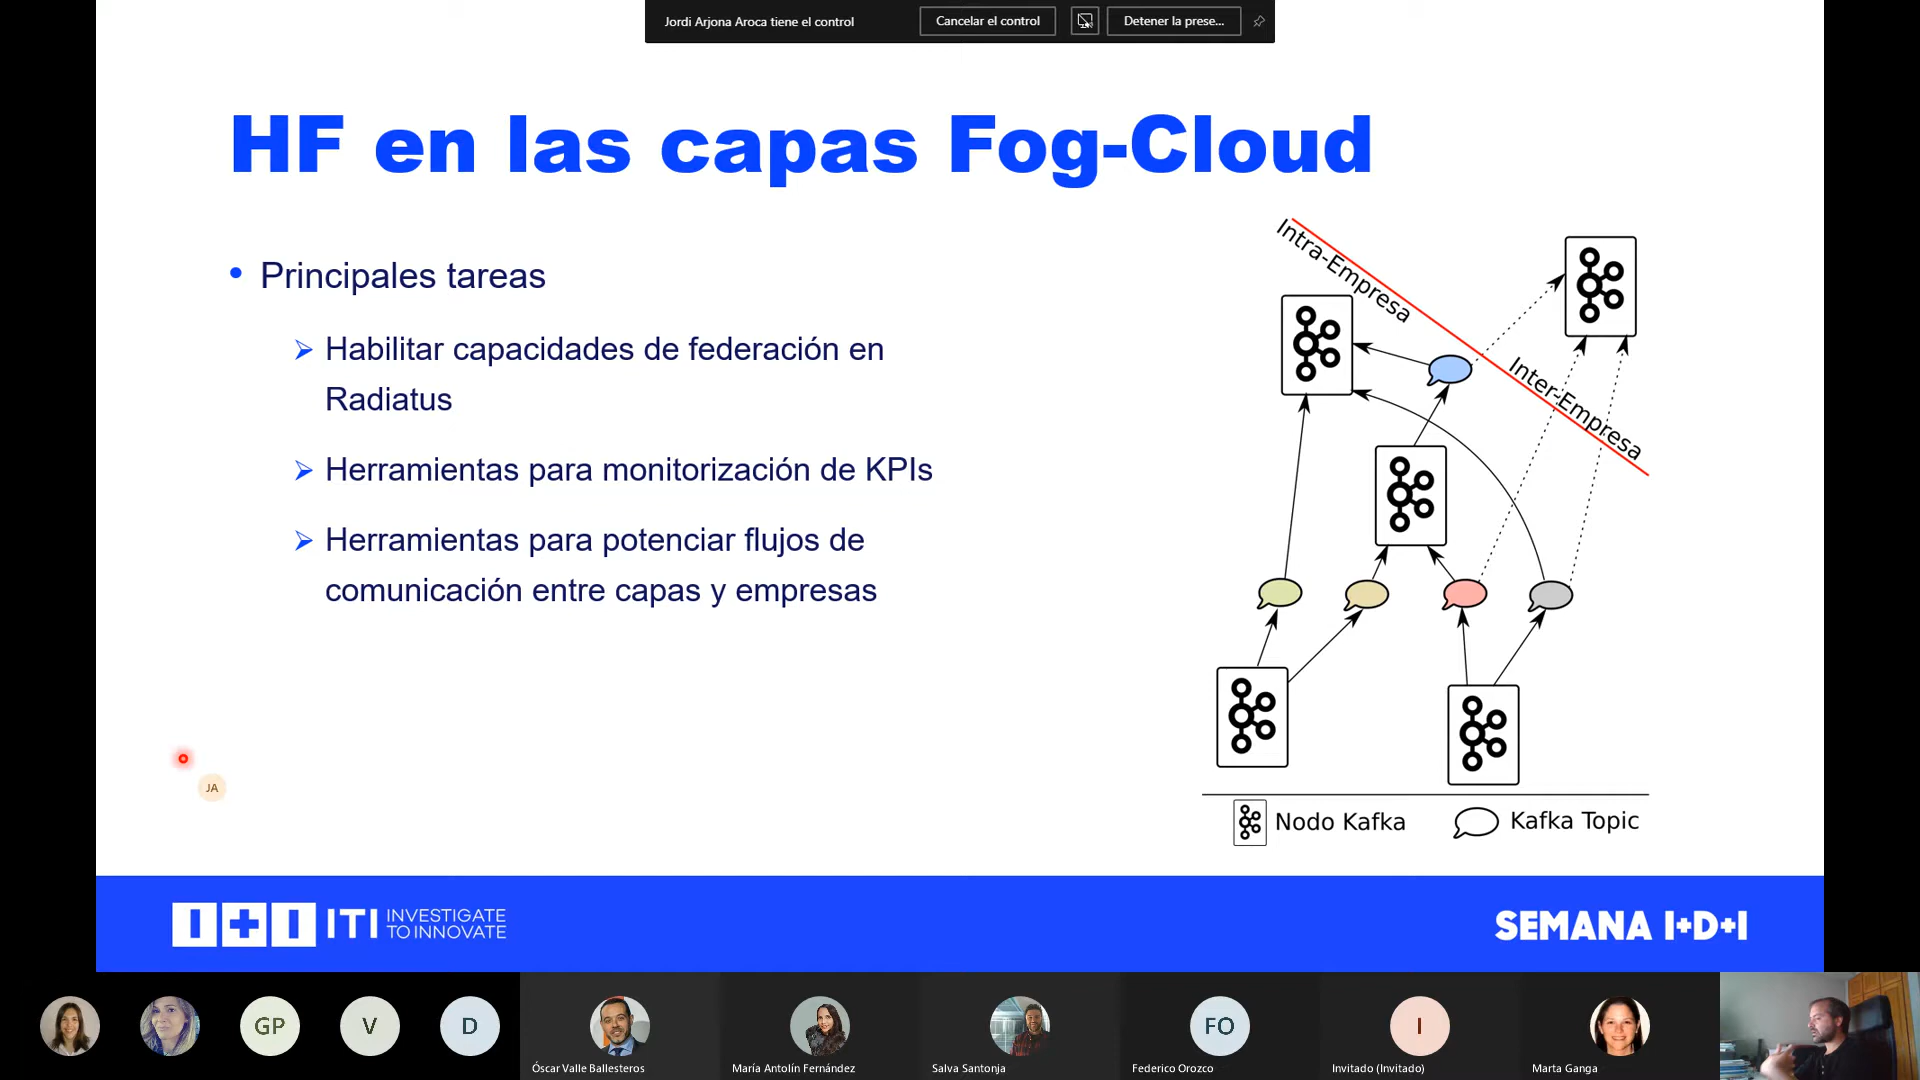 Jordi Arjona Aroca tiene el control
Cancelar el control
Detener la prese...
HF en las capas Fog-Cloud
• Principales tareas
Habilitar capacidades de federación en
Radiatus
Herramientas para monitorización de KPIs
Herramientas para potenciar flujos de
comunicación entre capas y empresas
Intra-Empresa
Inter-Empresa
Nodo Kafka
Kafka Topic
JA
I+I ITI INVESTIGATE
TO INNOVATE
SEMANA I+D+I
GP
V
D
FO
I
Óscar Valle Ballesteros
María Antolín Fernández
Salva Santonja
Federico Orozco
Invitado (Invitado)
Marta Ganga